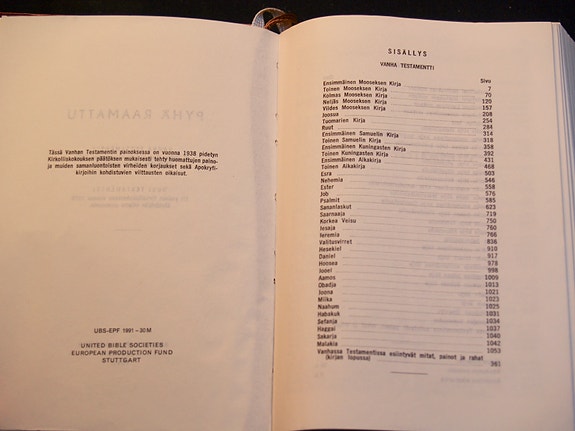 PYHÄ RAAMATTU
Tässä Vanhan Testamentin painoksessa on vuonna 1938 pidetyn
Kirkolliskokouksen päätöksen mukaisesti tehty huomattujen paino-
ja muiden samanluontoisten virheiden korjaukset sekä Apokryfi-
kirjoihin kohdistuvien viittausten oikaisut.
UBS-EPF 1991-30M
UNITED BIBLE SOCIETIES
EUROPEAN PRODUCTION FUND
STUTTGART
SISÄLLYS
VANHA TESTAMENTTI
Sivu
Ensimmäinen Mooseksen Kirja
Toinen Mooseksen Kirja 7
Kolmas Mooseksen Kirja 70
Neljäs Mooseksen Kirja 120
Viides Mooseksen Kirja 157
Joosua 208
Tuomarien Kirja 254
Ruut 284
Ensimmäinen Samuelin Kirja 314
Toinen Samuelin Kirja 318
Ensimmäinen Kuningasten Kirja 358
Toinen Kuningasten Kirja 392
Ensimmäinen Aikakirja 431
Toinen Aikakirja 468
Esra 503
Nehemia 546
Ester 558
Job 576
Psalmit 585
Sananlaskut 623
Saarnaaja 719
Korkea Veisu 750
Jesaja 760
Jeremia 766
Valitusvirret 836
Hesekiel 910
Daniel 917
Hoosea 978
Jooel 998
Aamos 1009
Obadja 1013
Joona 1021
Miika 1023
Naahum 1025
Habakuk 1031
Sefanja 1034
Haggai 1037
Sakarja 1040
Malakia 1042
Vanhassa Testamentissa esiintyvät mitat, painot ja rahat 1053
(kirjan lopussa) 361